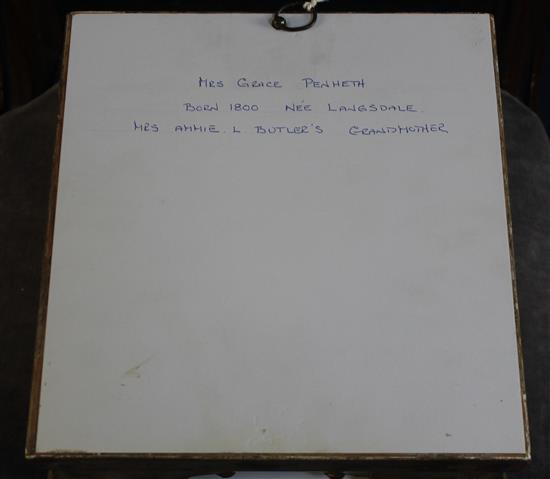 MRS GRACE PENHETH
BORN 1800 NÉE LANGSDALE.
MRS AMMIE. L. BUTLER'S GRANDMOTHER